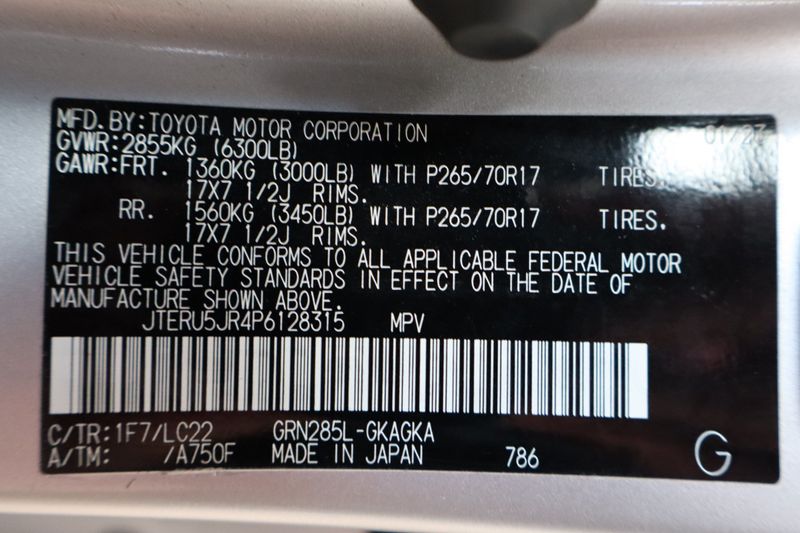 MFD.BY:TOYOTA MOTOR CORPORATION 01/23
GVWR:2855KG (6300LB)
GAWR:FRT. 1360KG (3000LB) WITH P265/70R17 TIRES,
17X7 1/2J RIMS.
RR. 1560KG (3450LB) WITH P265/70R17 TIRES,
17X7 1/2J RIMS.
THIS VEHICLE CONFORMS TO ALL APPLICABLE FEDERAL MOTOR
VEHICLE SAFETY STANDARDS IN EFFECT ON THE DATE OF
MANUFACTURE SHOWN ABOVE.
JTERU5JR4P6128315 MPV
C/TR:1F7/LC22 GRN285L-GKAGKA
A/TM: /A750F MADE IN JAPAN 786
G